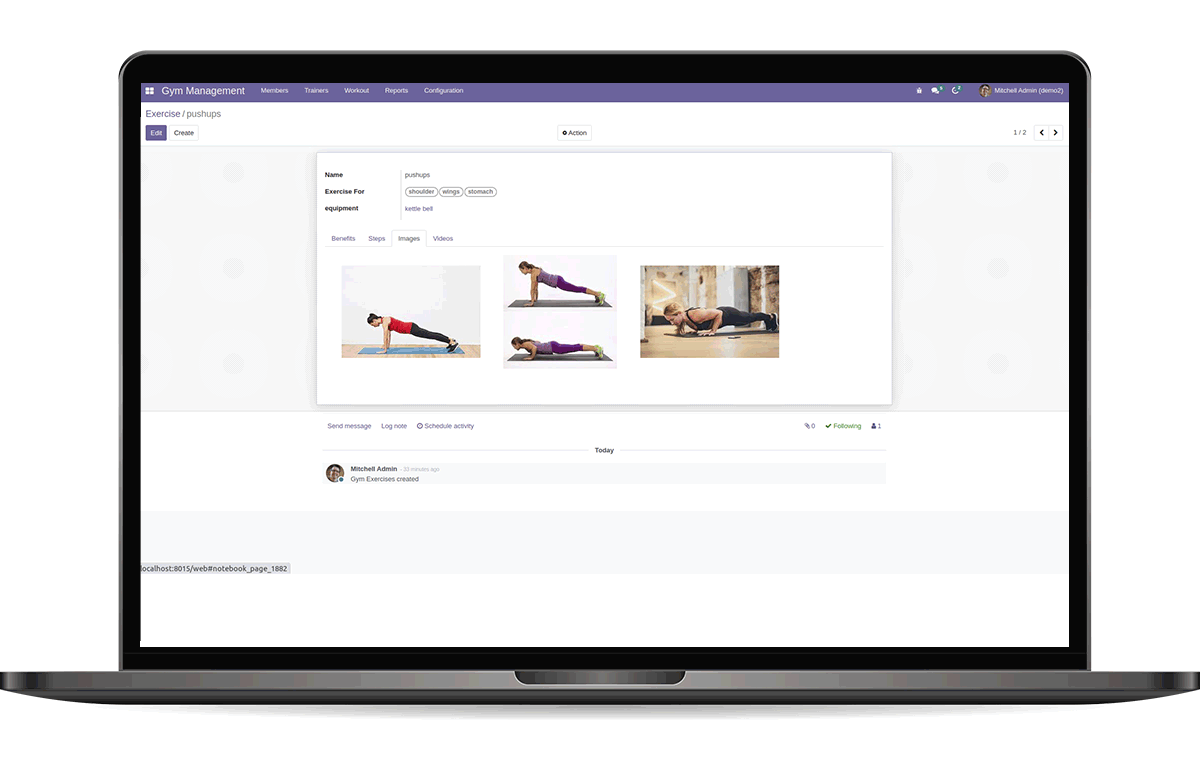 Gym Management Members Trainers Workout Reports Configuration Mitchell Admin (demo2)
Exercise / pushups
Edit Create Action 1 / 2
Name pushups
Exercise For shoulder wings stomach
equipment kettle bell
Benefits Steps Images Videos
Send message Log note Schedule activity 0 Following 1
Today
Mitchell Admin - 33 minutes ago
Gym Exercises created
localhost:8015/web#notebook_page_1882